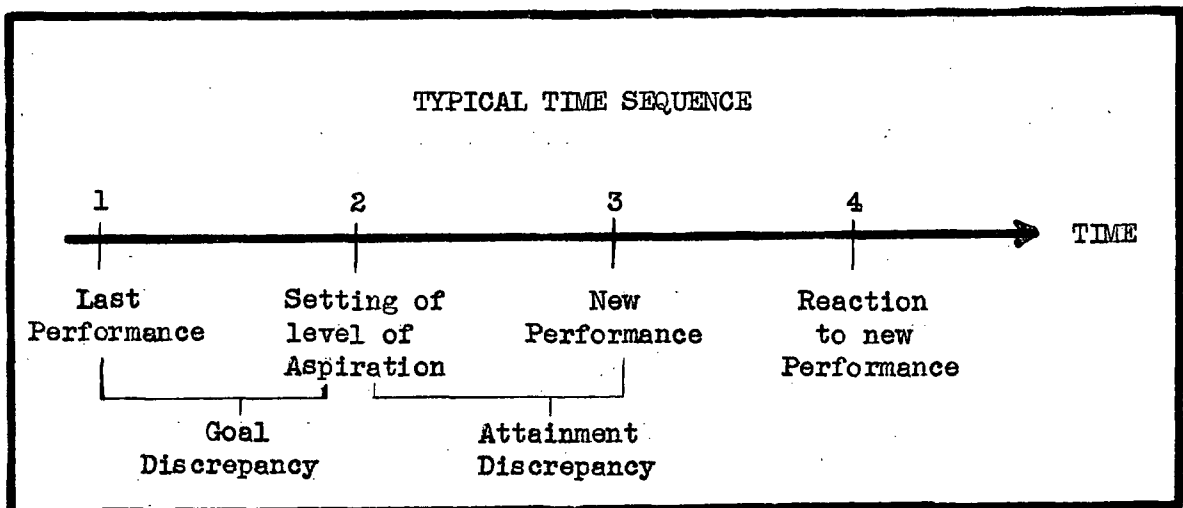 TYPICAL TIME SEQUENCE
1 2 3 4
TIME
Last
Performance
Setting of
level of
Aspiration
New
Performance
Reaction
to new
Performance
Goal
Discrepancy
Attainment
Discrepancy